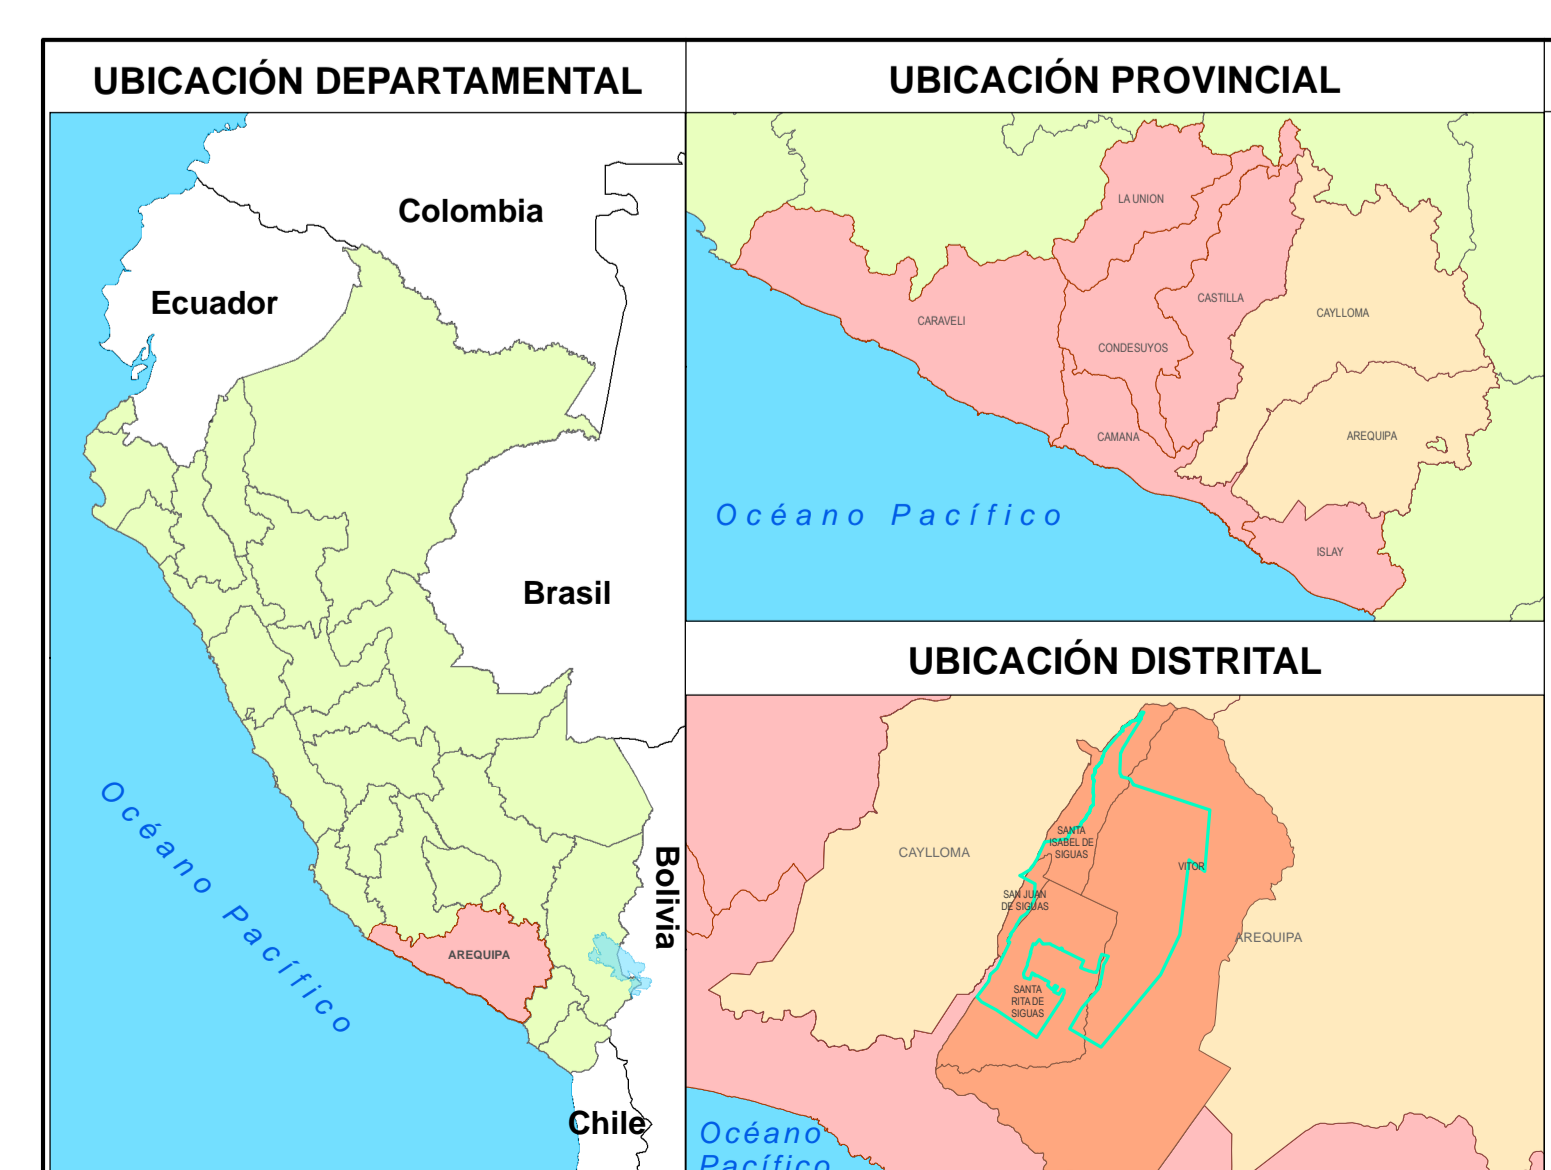 UBICACIÓN DEPARTAMENTAL
Colombia
Ecuador
Brasil
Océano Pacífico
Bolivia
AREQUIPA
Chile
UBICACIÓN PROVINCIAL
LA UNION
CASTILLA
CAYLLOMA
CARAVELI
CONDESUYOS
CAMANA
AREQUIPA
Océano Pacífico
ISLAY
UBICACIÓN DISTRITAL
SANTA
ISABEL DE
SIGUAS
CAYLLOMA
VITOR
SAN JUAN
DE SIGUAS
AREQUIPA
SANTA
RITA DE
SIGUAS
Océano
Pacífico